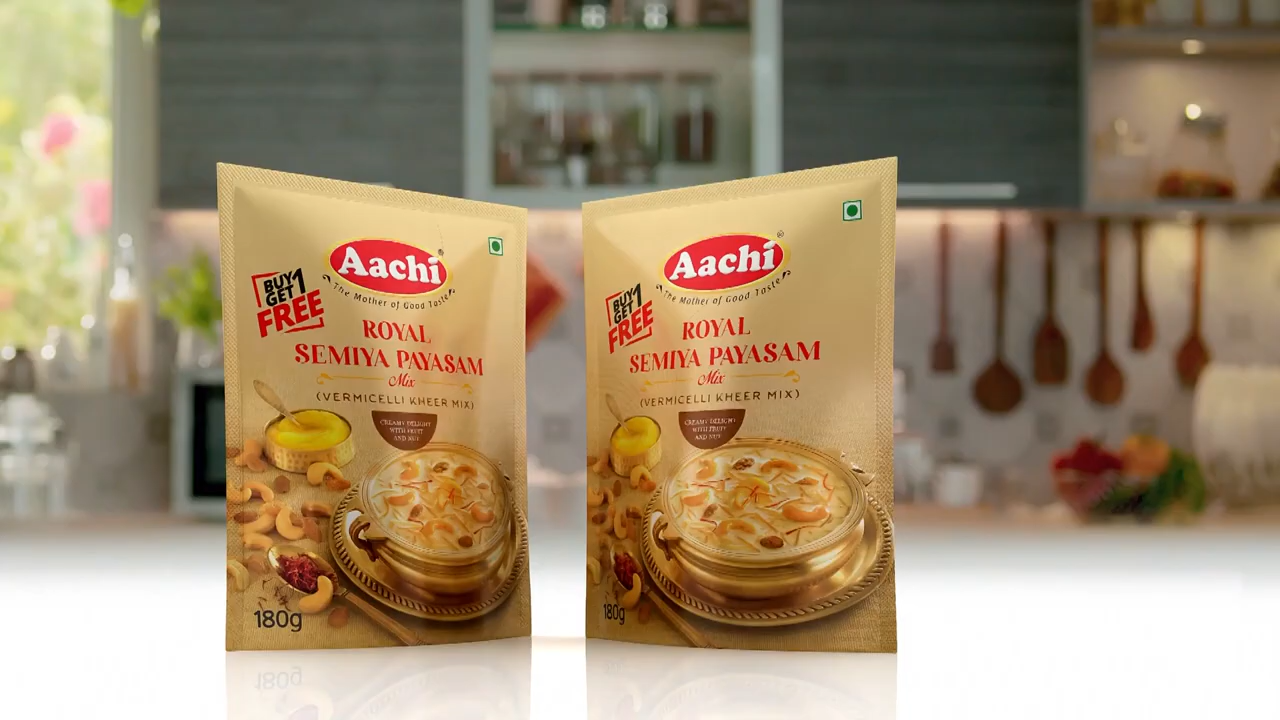 Aachi
®
The Mother of Good Taste
BUY 1
GET
FREE
ROYAL
SEMIYA PAYASAM
Mix
(VERMICELLI KHEER MIX)
CREAMY DELIGHT
WITH FRUIT
AND NUT
180g
Aachi
®
The Mother of Good Taste
BUY 1
GET
FREE
ROYAL
SEMIYA PAYASAM
Mix
(VERMICELLI KHEER MIX)
CREAMY DELIGHT
WITH FRUIT
AND NUT
180g